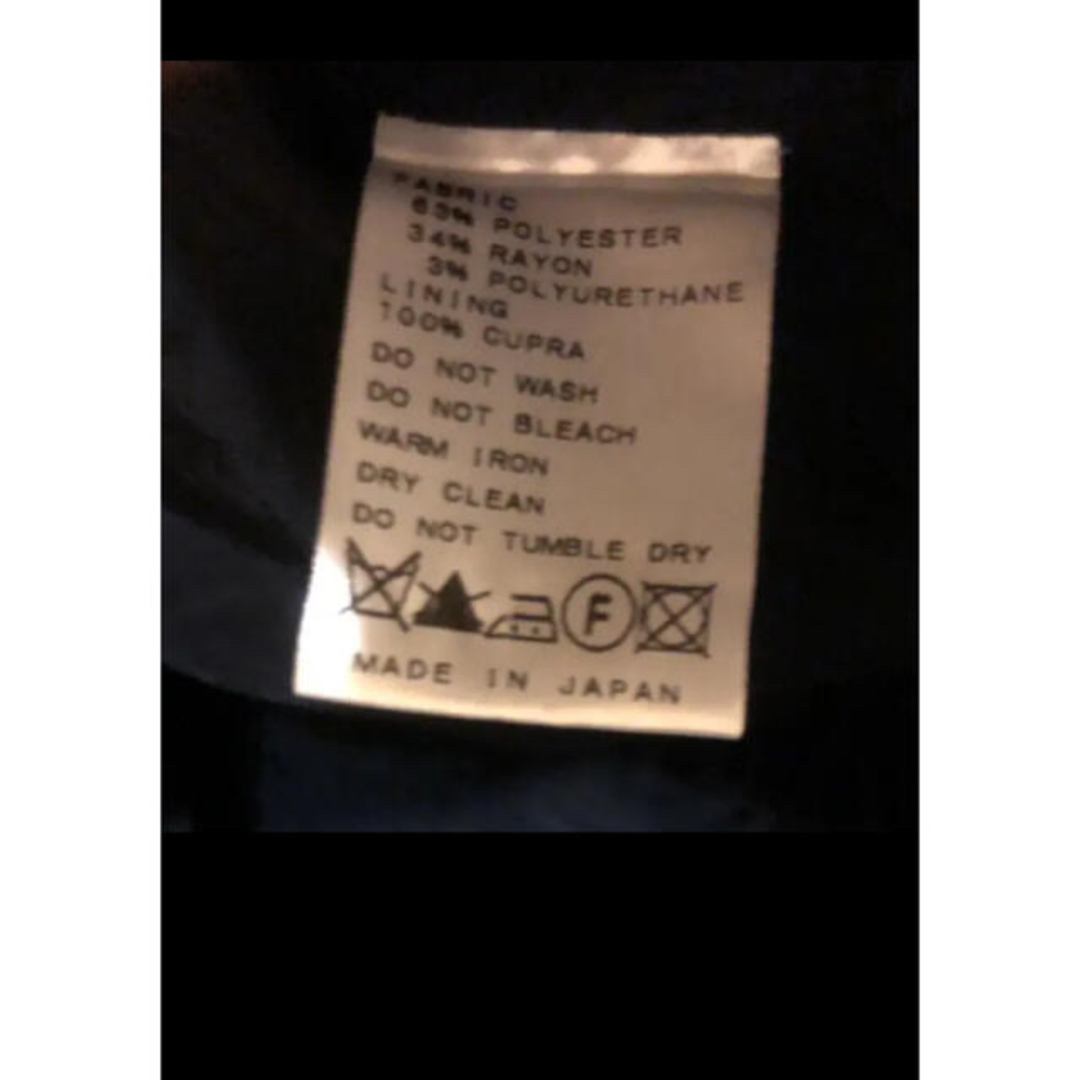 FABRIC
63% POLYESTER
34% RAYON
3% POLYURETHANE
LINING
100% CUPRA
DO NOT WASH
DO NOT BLEACH
WARM IRON
DRY CLEAN
DO NOT TUMBLE DRY
F
MADE IN JAPAN